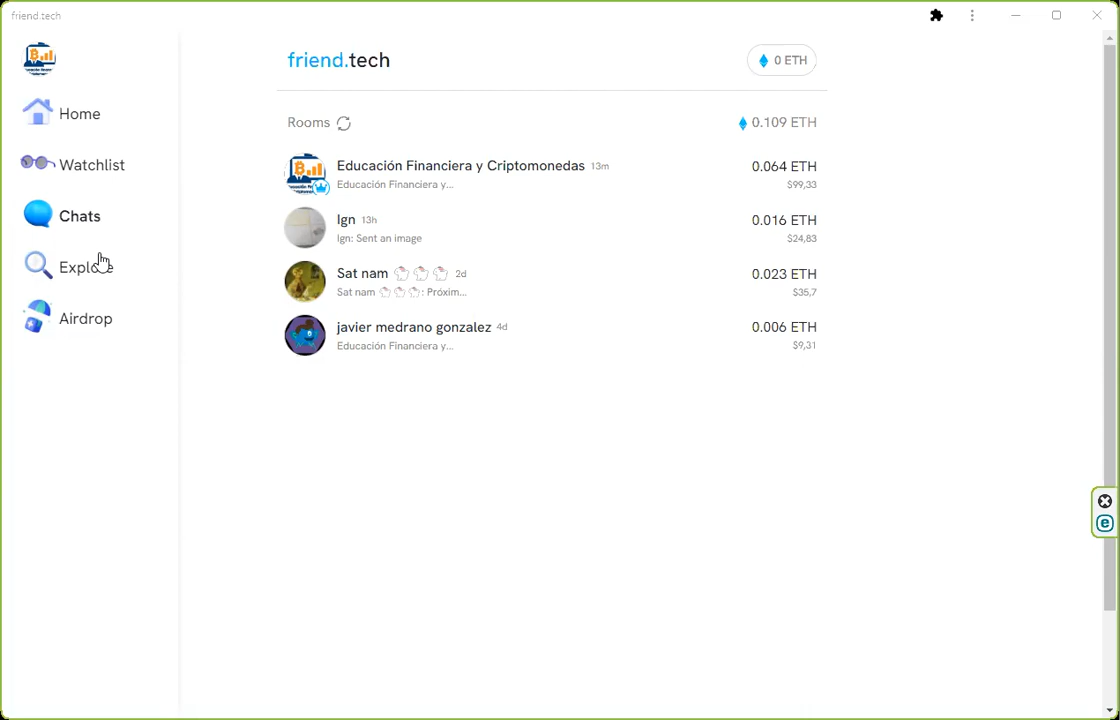 friend.tech
Home
Watchlist
Chats
Explore
Airdrop
friend.tech
0 ETH
Rooms
0.109 ETH
Educación Financiera y Criptomonedas 13m
0.064 ETH
Educación Financiera y...
$99,33
Ign 13h
0.016 ETH
Ign: Sent an image
$24,83
Sat nam 2d
0.023 ETH
Sat nam : Próxim...
$35,7
javier medrano gonzalez 4d
0.006 ETH
Educación Financiera y...
$9,31